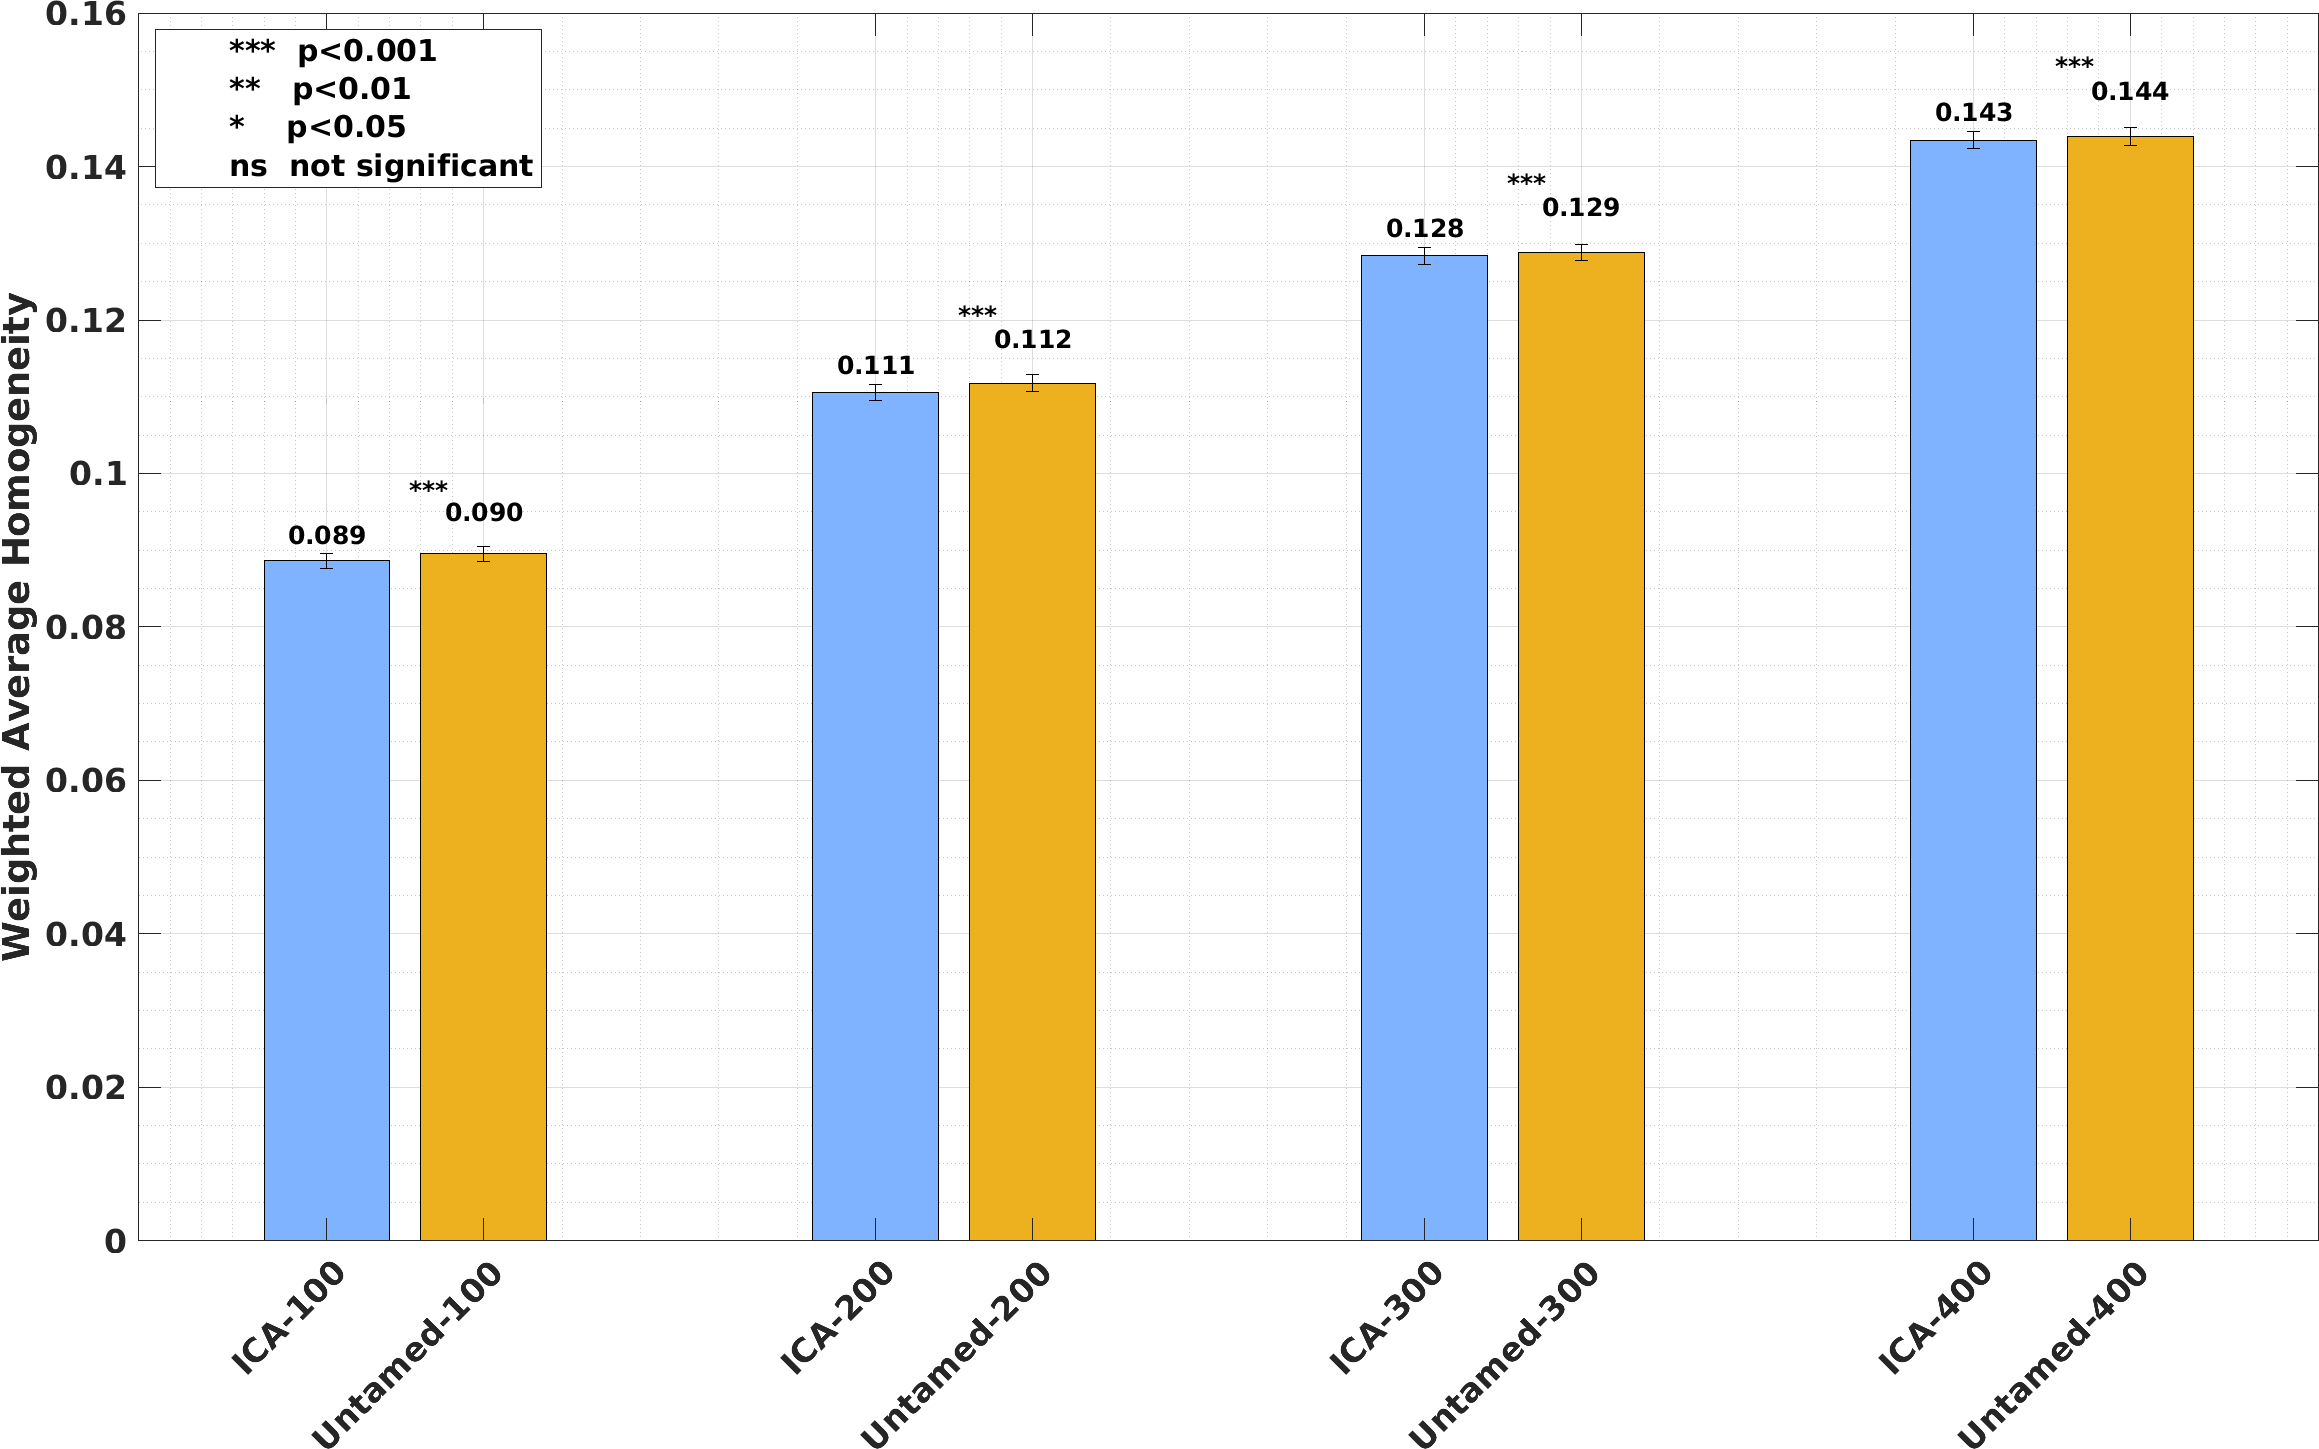 Weighted Average Homogeneity
0.16
0.14
0.12
0.1
0.08
0.06
0.04
0.02
0
*** p<0.001
** p<0.01
* p<0.05
ns not significant
0.089
***
0.090
0.111
***
0.112
0.128
***
0.129
0.143
***
0.144
ICA-100
Untamed-100
ICA-200
Untamed-200
ICA-300
Untamed-300
ICA-400
Untamed-400